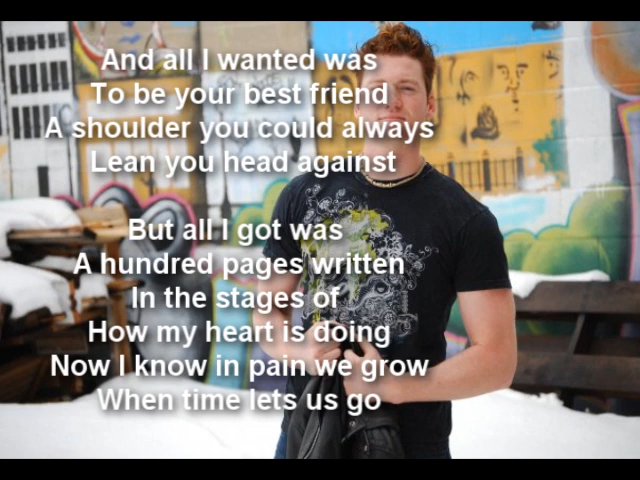 And all I wanted was
To be your best friend
A shoulder you could always
Lean you head against
But all I got was
A hundred pages written
In the stages of
How my heart is doing
Now I know in pain we grow
When time lets us go